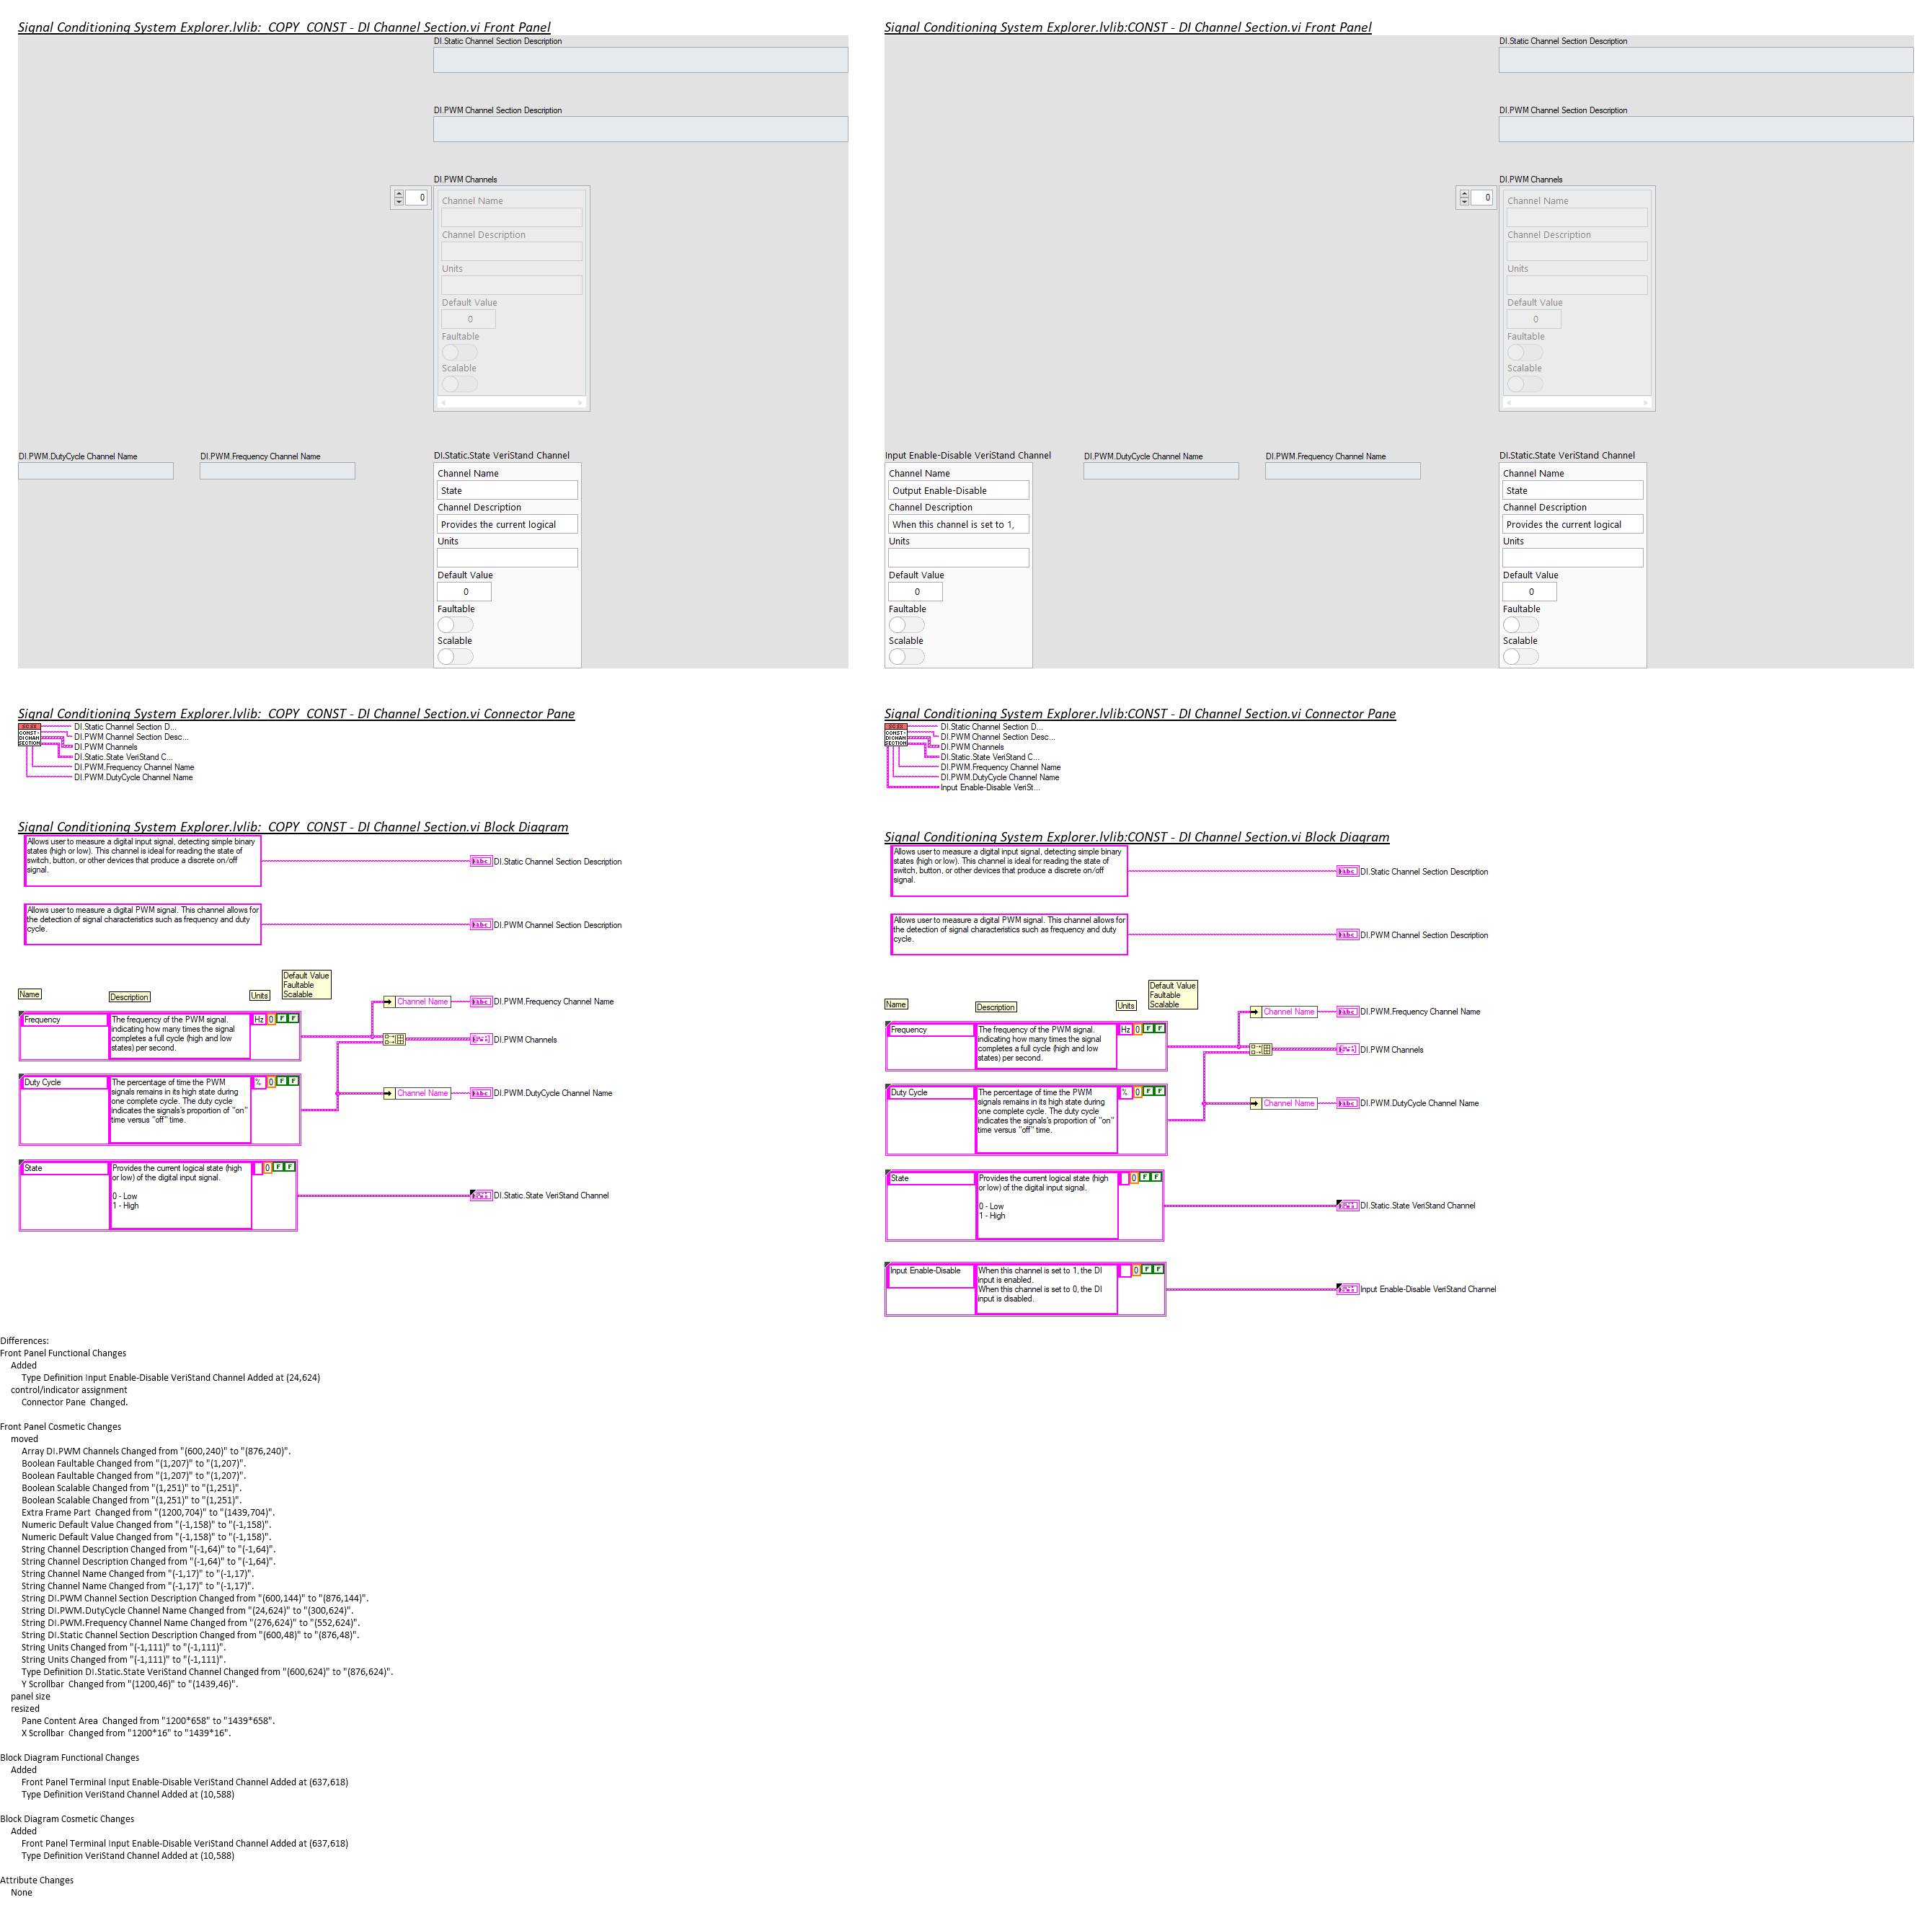 Signal Conditioning System Explorer.lvlib:_COPY_CONST - DI Channel Section.vi Front Panel
DI.Static Channel Section Description
DI.PWM Channel Section Description
DI.PWM Channels
0
Channel Name
Channel Description
Units
Default Value
0
Faultable
Scalable
DI.PWM.DutyCycle Channel Name
DI.PWM.Frequency Channel Name
DI.Static.State VeriStand Channel
Channel Name
State
Channel Description
Provides the current logical
Units
Default Value
0
Faultable
Scalable
Signal Conditioning System Explorer.lvlib:CONST - DI Channel Section.vi Front Panel
DI.Static Channel Section Description
DI.PWM Channel Section Description
DI.PWM Channels
0
Channel Name
Channel Description
Units
Default Value
0
Faultable
Scalable
Input Enable-Disable VeriStand Channel
Channel Name
Output Enable-Disable
Channel Description
When this channel is set to 1,
Units
Default Value
0
Faultable
Scalable
DI.PWM.DutyCycle Channel Name
DI.PWM.Frequency Channel Name
DI.Static.State VeriStand Channel
Channel Name
State
Channel Description
Provides the current logical
Units
Default Value
0
Faultable
Scalable
Signal Conditioning System Explorer.lvlib:_COPY_CONST - DI Channel Section.vi Connector Pane
SCSE
CONST-
DICHAN
SECTION
DI.Static Channel Section D...
DI.PWM Channel Section Desc...
DI.PWM Channels
DI.Static.State VeriStand C...
DI.PWM.Frequency Channel Name
DI.PWM.DutyCycle Channel Name
Signal Conditioning System Explorer.lvlib:CONST - DI Channel Section.vi Connector Pane
SCSE
CONST-
DICHAN
SECTION
DI.Static Channel Section D...
DI.PWM Channel Section Desc...
DI.PWM Channels
DI.Static.State VeriStand C...
DI.PWM.Frequency Channel Name
DI.PWM.DutyCycle Channel Name
Input Enable-Disable VeriSt...
Signal Conditioning System Explorer.lvlib:_COPY_CONST - DI Channel Section.vi Block Diagram
Allows user to measure a digital input signal, detecting simple binary
states (high or low). This channel is ideal for reading the state of
switch, button, or other devices that produce a discrete on/off
signal.
abc
DI.Static Channel Section Description
Allows user to measure a digital PWM signal. This channel allows for
the detection of signal characteristics such as frequency and duty
cycle.
abc
DI.PWM Channel Section Description
Name
Description
Units
Default Value
Faultable
Scalable
Frequency
The frequency of the PWM signal.
indicating how many times the signal
completes a full cycle (high and low
states) per second.
Hz
0
F
F
Channel Name
abc
DI.PWM.Frequency Channel Name
DI.PWM Channels
Duty Cycle
The percentage of time the PWM
signals remains in its high state during
one complete cycle. The duty cycle
indicates the signals's proportion of "on"
time versus "off" time.
%
0
F
F
Channel Name
abc
DI.PWM.DutyCycle Channel Name
State
Provides the current logical state (high
or low) of the digital input signal.
0 - Low
1 - High
0
F
F
DI.Static.State VeriStand Channel
Signal Conditioning System Explorer.lvlib:CONST - DI Channel Section.vi Block Diagram
Allows user to measure a digital input signal, detecting simple binary
states (high or low). This channel is ideal for reading the state of
switch, button, or other devices that produce a discrete on/off
signal.
abc
DI.Static Channel Section Description
Allows user to measure a digital PWM signal. This channel allows for
the detection of signal characteristics such as frequency and duty
cycle.
abc
DI.PWM Channel Section Description
Name
Description
Units
Default Value
Faultable
Scalable
Frequency
The frequency of the PWM signal.
indicating how many times the signal
completes a full cycle (high and low
states) per second.
Hz
0
F
F
Channel Name
abc
DI.PWM.Frequency Channel Name
DI.PWM Channels
Duty Cycle
The percentage of time the PWM
signals remains in its high state during
one complete cycle. The duty cycle
indicates the signals's proportion of "on"
time versus "off" time.
%
0
F
F
Channel Name
abc
DI.PWM.DutyCycle Channel Name
State
Provides the current logical state (high
or low) of the digital input signal.
0 - Low
1 - High
0
F
F
DI.Static.State VeriStand Channel
Input Enable-Disable
When this channel is set to 1, the DI
input is enabled.
When this channel is set to 0, the DI
input is disabled.
0
F
F
Input Enable-Disable VeriStand Channel
Differences:
Front Panel Functional Changes
Added
Type Definition Input Enable-Disable VeriStand Channel Added at (24,624)
control/indicator assignment
Connector Pane  Changed.
Front Panel Cosmetic Changes
moved
Array DI.PWM Channels Changed from "(600,240)" to "(876,240)".
Boolean Faultable Changed from "(1,207)" to "(1,207)".
Boolean Faultable Changed from "(1,207)" to "(1,207)".
Boolean Scalable Changed from "(1,251)" to "(1,251)".
Boolean Scalable Changed from "(1,251)" to "(1,251)".
Extra Frame Part  Changed from "(1200,704)" to "(1439,704)".
Numeric Default Value Changed from "(-1,158)" to "(-1,158)".
Numeric Default Value Changed from "(-1,158)" to "(-1,158)".
String Channel Description Changed from "(-1,64)" to "(-1,64)".
String Channel Description Changed from "(-1,64)" to "(-1,64)".
String Channel Name Changed from "(-1,17)" to "(-1,17)".
String Channel Name Changed from "(-1,17)" to "(-1,17)".
String DI.PWM Channel Section Description Changed from "(600,144)" to "(876,144)".
String DI.PWM.DutyCycle Channel Name Changed from "(24,624)" to "(300,624)".
String DI.PWM.Frequency Channel Name Changed from "(276,624)" to "(552,624)".
String DI.Static Channel Section Description Changed from "(600,48)" to "(876,48)".
String Units Changed from "(-1,111)" to "(-1,111)".
String Units Changed from "(-1,111)" to "(-1,111)".
Type Definition DI.Static.State VeriStand Channel Changed from "(600,624)" to "(876,624)".
Y Scrollbar  Changed from "(1200,46)" to "(1439,46)".
panel size
resized
Pane Content Area  Changed from "1200*658" to "1439*658".
X Scrollbar  Changed from "1200*16" to "1439*16".
Block Diagram Functional Changes
Added
Front Panel Terminal Input Enable-Disable VeriStand Channel Added at (637,618)
Type Definition VeriStand Channel Added at (10,588)
Block Diagram Cosmetic Changes
Added
Front Panel Terminal Input Enable-Disable VeriStand Channel Added at (637,618)
Type Definition VeriStand Channel Added at (10,588)
Attribute Changes
None